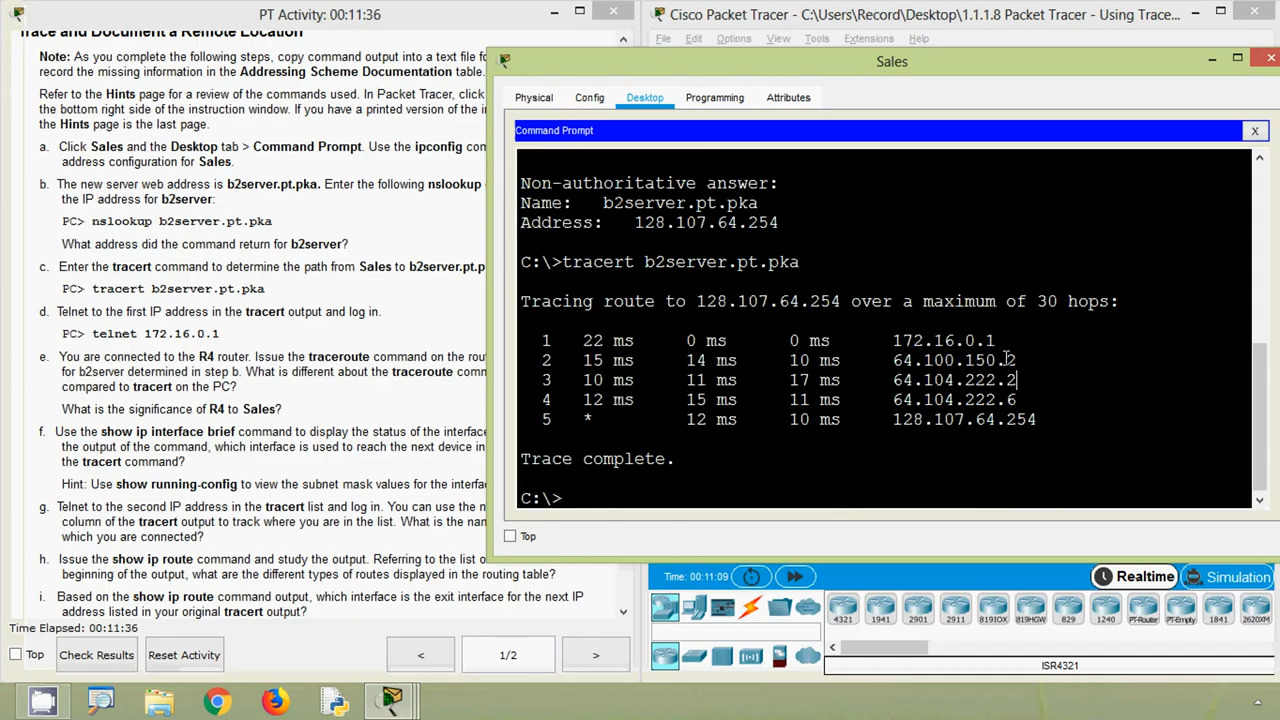 PT Activity: 00:11:36
Cisco Packet Tracer - C:\Users\Record\Desktop\1.1.1.8 Packet Tracer - Using Trace...
Trace and Document a Remote Location
Note: As you complete the following steps, copy command output into a text file fo
record the missing information in the Addressing Scheme Documentation table.
Refer to the Hints page for a review of the commands used. In Packet Tracer, click
the bottom right side of the instruction window. If you have a printed version of the in
the Hints page is the last page.
a. Click Sales and the Desktop tab > Command Prompt. Use the ipconfig com
address configuration for Sales.
b. The new server web address is b2server.pt.pka. Enter the following nslookup
the IP address for b2server:
PC> nslookup b2server.pt.pka
What address did the command return for b2server?
c. Enter the tracert command to determine the path from Sales to b2server.pt.p
PC> tracert b2server.pt.pka
d. Telnet to the first IP address in the tracert output and log in.
PC> telnet 172.16.0.1
e. You are connected to the R4 router. Issue the traceroute command on the rou
for b2server determined in step b. What is different about the traceroute comm
compared to tracert on the PC?
What is the significance of R4 to Sales?
f. Use the show ip interface brief command to display the status of the interfac
the output of the command, which interface is used to reach the next device in
the tracert command?
Hint: Use show running-config to view the subnet mask values for the interfac
g. Telnet to the second IP address in the tracert list and log in. You can use the n
column of the tracert output to track where you are in the list. What is the nam
which you are connected?
h. Issue the show ip route command and study the output. Referring to the list o
beginning of the output, what are the different types of routes displayed in the routing table?
i. Based on the show ip route command output, which interface is the exit interface for the next IP
address listed in your original tracert output?
Time Elapsed: 00:11:36
Top
Check Results
Reset Activity
<
1/2
>
File Edit Options View Tools Extensions Help
Sales
Physical Config Desktop Programming Attributes
Command Prompt
X
Non-authoritative answer:
Name: b2server.pt.pka
Address: 128.107.64.254
C:\>tracert b2server.pt.pka
Tracing route to 128.107.64.254 over a maximum of 30 hops:
1 22 ms 0 ms 0 ms 172.16.0.1
2 15 ms 14 ms 10 ms 64.100.150.2
3 10 ms 11 ms 17 ms 64.104.222.2
4 12 ms 15 ms 11 ms 64.104.222.6
5 * 12 ms 10 ms 128.107.64.254
Trace complete.
C:\>
Top
Time: 00:11:09
Realtime
Simulation
4321 1941 2901 2911 819IOX 819HGW 829 1240 PT-Router PT-Empty 1841 2620XM
ISR4321